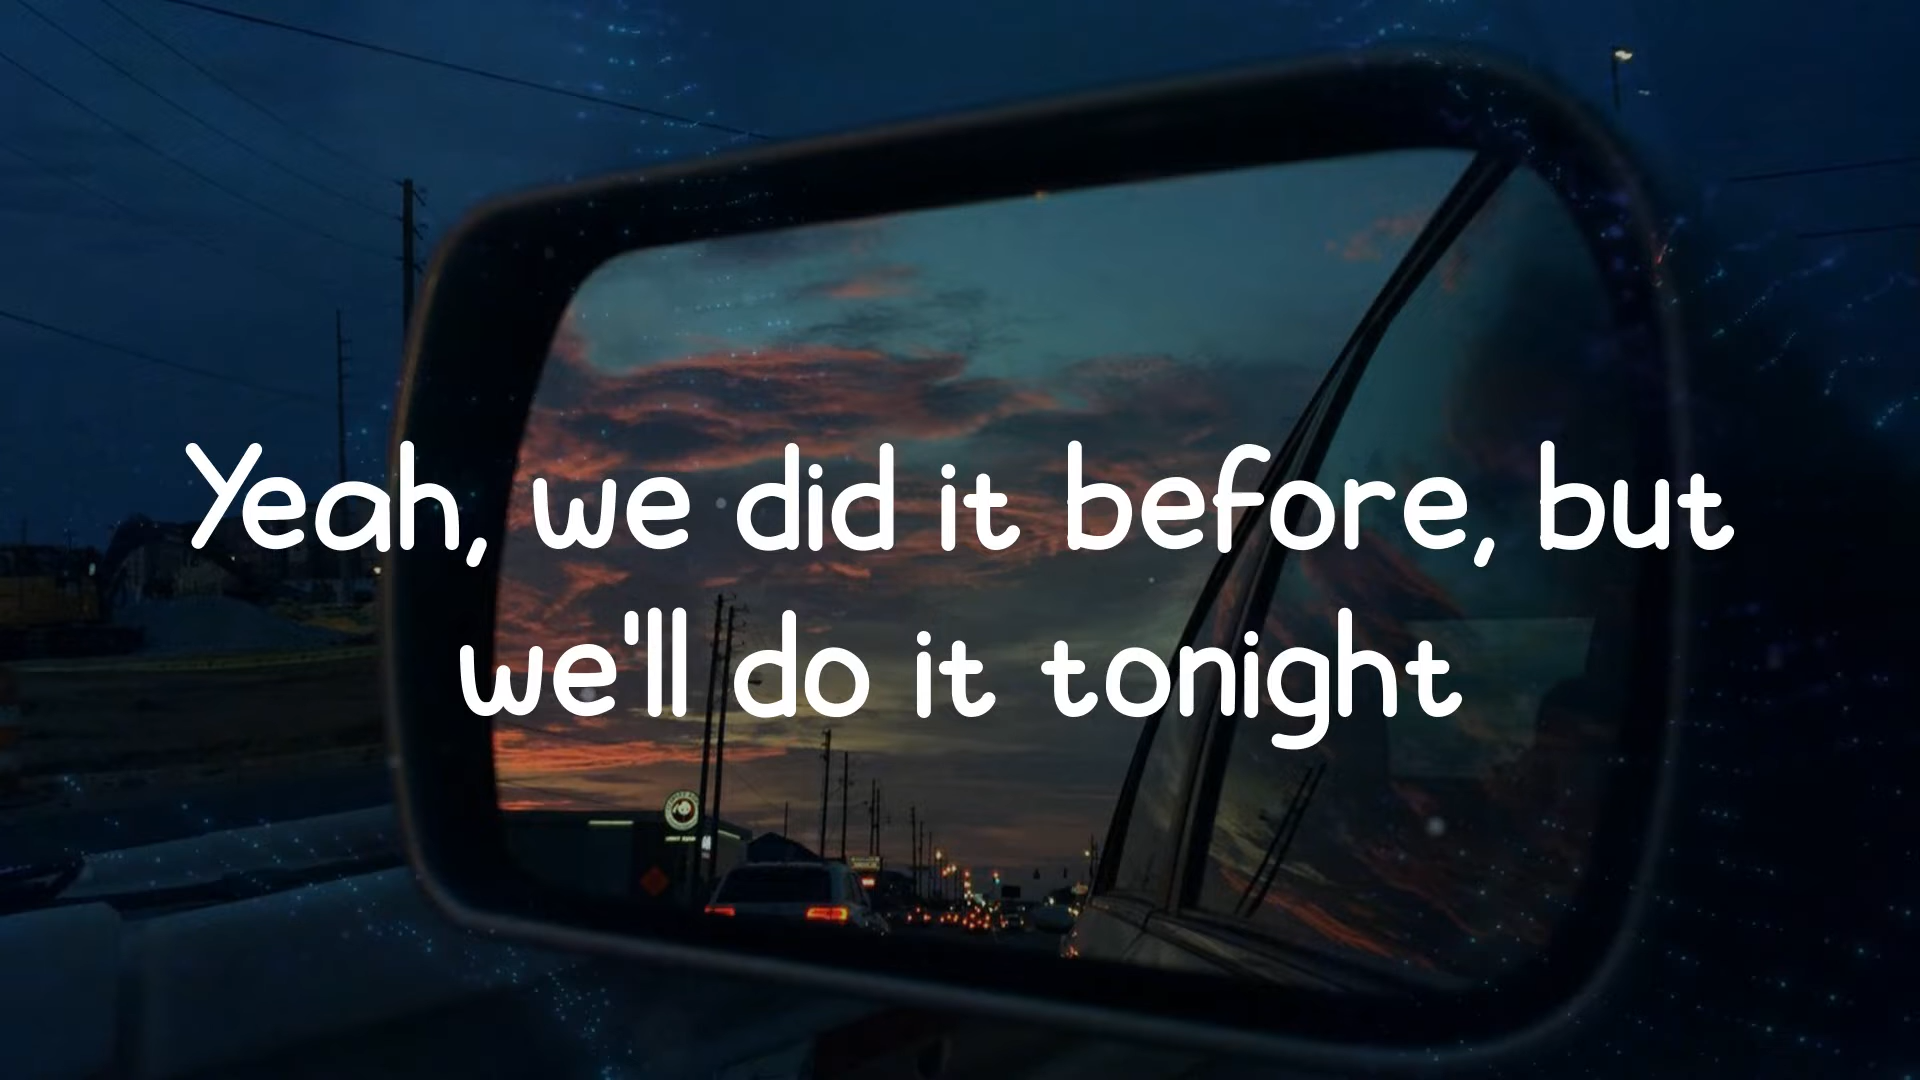 Yeah, we did it before, but
we'll do it tonight